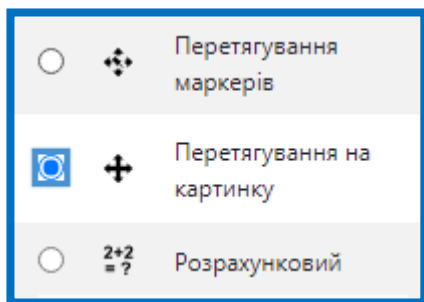 Перетягування
маркерів
Перетягування на
картинку
2+2
= ?
Розрахунковий